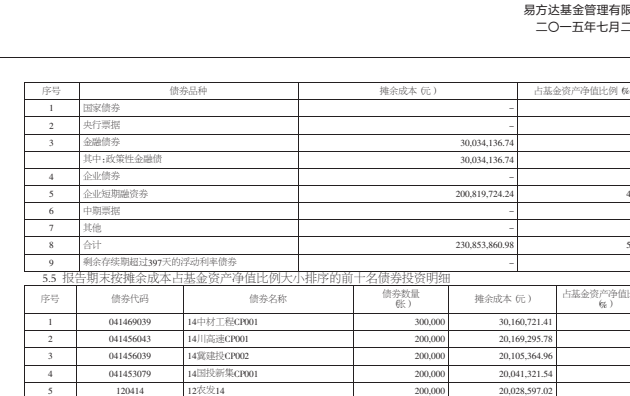 易方达基金管理有限
二〇一五年七月二
序号 债券品种 摊余成本(元) 占基金资产净值比例(%
1 国家债券 –
2 央行票据 –
3 金融债券 30,034,136.74
其中:政策性金融债 30,034,136.74
4 企业债券 –
5 企业短期融资券 200,819,724.24 4
6 中期票据 –
7 其他 –
8 合计 230,853,860.98 5
9 剩余存续期超过397天的浮动利率债券 –
5.5 报告期末按摊余成本占基金资产净值比例大小排序的前十名债券投资明细
序号 债券代码 债券名称 债券数量(张) 摊余成本(元) 占基金资产净值比(%)
1 041469039 14中材工程CP001 300,000 30,160,721.41
2 041456043 14川高速CP001 200,000 20,169,295.78
3 041456039 14冀建投CP002 200,000 20,105,364.96
4 041453079 14国投新集CP001 200,000 20,041,321.54
5 120414 12农发14 200,000 20,028,597.02